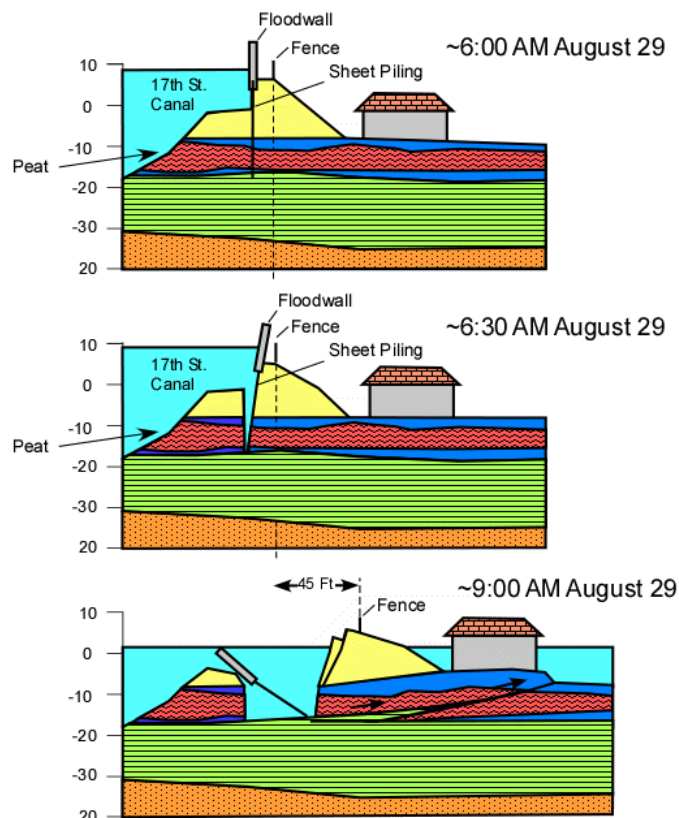 Floodwall
Fence
~6:00 AM August 29
Sheet Piling
10
17th St.
Canal
0
-10
Peat
-20
-30
20
Floodwall
Fence
~6:30 AM August 29
10
Sheet Piling
17th St.
Canal
0
-10
Peat
-20
-30
20
45 Ft
~9:00 AM August 29
Fence
10
0
-10
-20
-30
20